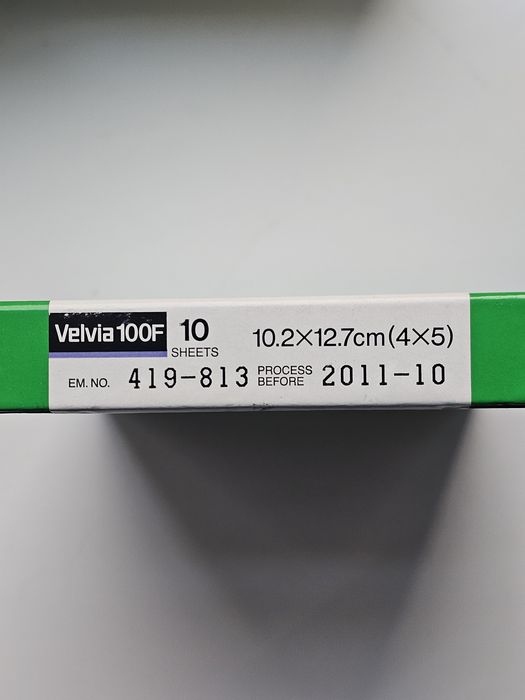 Velvia 100F 10 SHEETS 10.2×12.7cm(4×5)
EM. NO. 419-813 PROCESS BEFORE 2011-10